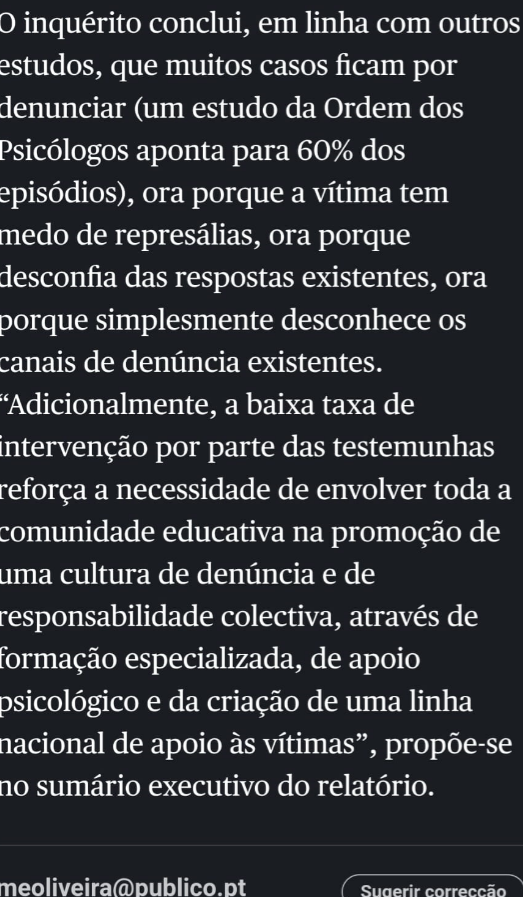 O inquérito conclui, em linha com outros
estudos, que muitos casos ficam por
denunciar (um estudo da Ordem dos
Psicólogos aponta para 60% dos
episódios), ora porque a vítima tem
medo de represálias, ora porque
desconfia das respostas existentes, ora
porque simplesmente desconhece os
canais de denúncia existentes.
“Adicionalmente, a baixa taxa de
intervenção por parte das testemunhas
reforça a necessidade de envolver toda a
comunidade educativa na promoção de
uma cultura de denúncia e de
responsabilidade colectiva, através de
formação especializada, de apoio
psicológico e da criação de uma linha
nacional de apoio às vítimas”, propõe-se
no sumário executivo do relatório.
meoliveira@publico.pt
Sugerir correcção